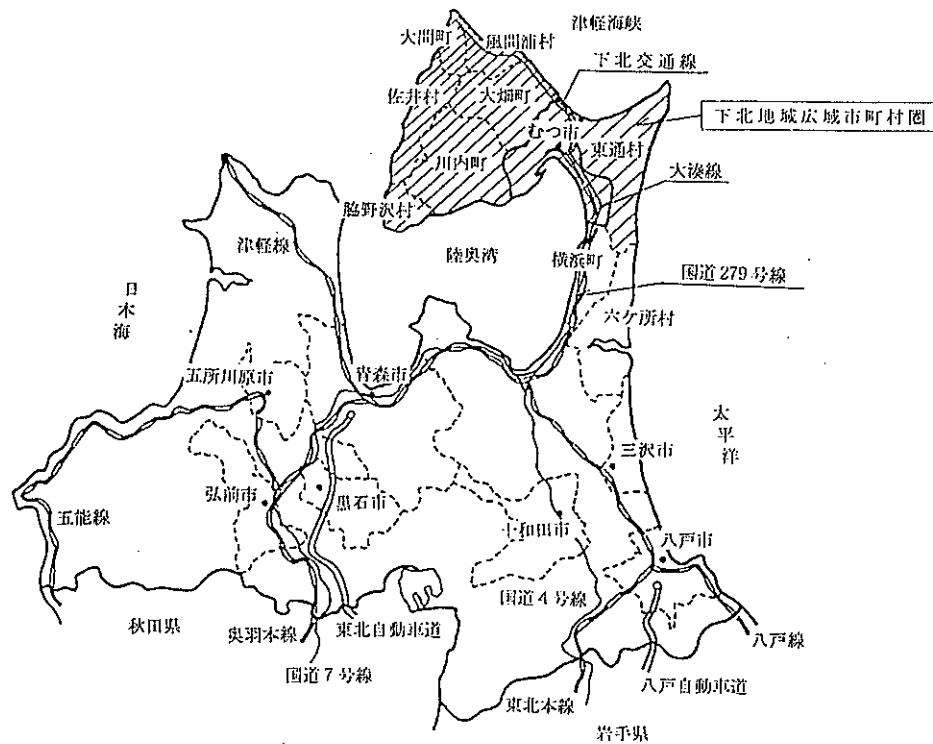 津軽海峡
大間町
風間浦村
下北交通線
佐井村
大畑町
下北地域広域市町村圏
むつ市
東通村
川内町
大湊線
脇野沢村
津軽線
陸奥湾
横浜町
国道279号線
日本海
六ケ所村
五所川原市
青森市
太平洋
三沢市
弘前市
黒石市
五能線
十和田市
八戸市
国道4号線
秋田県
奥羽本線
東北自動車道
八戸線
国道7号線
八戸自動車道
東北本線
岩手県